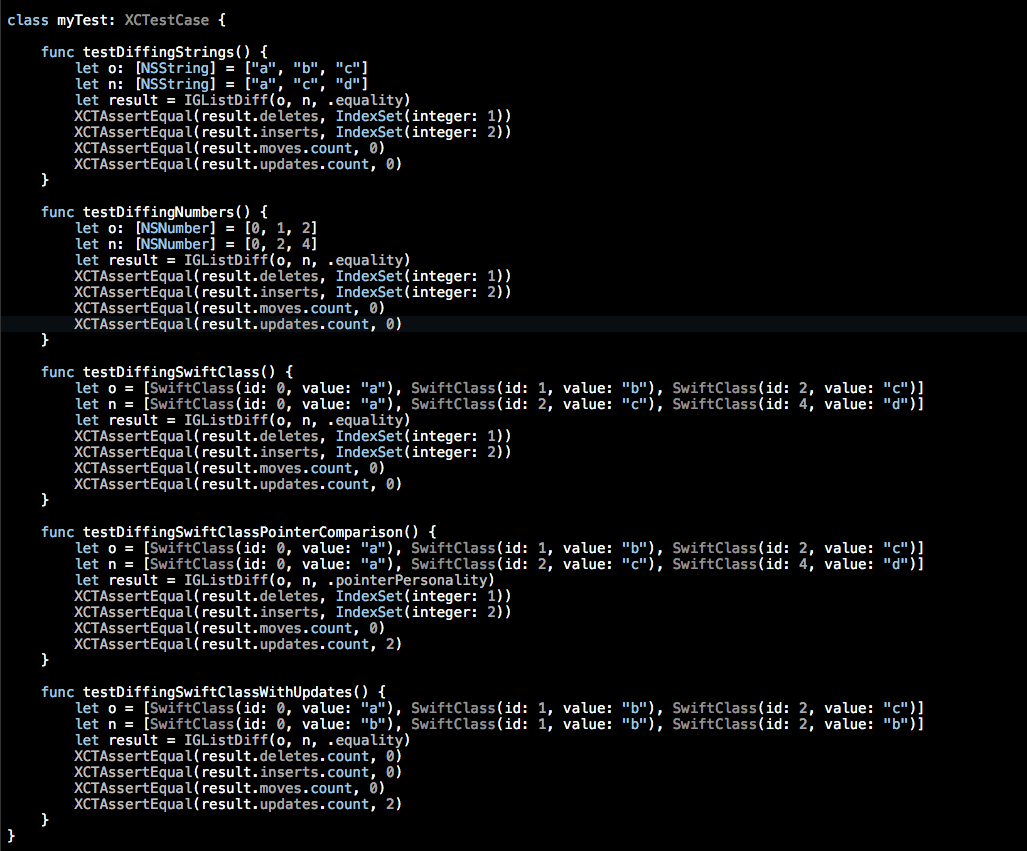 class myTest: XCTestCase {
func testDiffingStrings() {
let o: [NSString] = ["a", "b", "c"]
let n: [NSString] = ["a", "c", "d"]
let result = IGListDiff(o, n, .equality)
XCTAssertEqual(result.deletes, IndexSet(integer: 1))
XCTAssertEqual(result.inserts, IndexSet(integer: 2))
XCTAssertEqual(result.moves.count, 0)
XCTAssertEqual(result.updates.count, 0)
}
func testDiffingNumbers() {
let o: [NSNumber] = [0, 1, 2]
let n: [NSNumber] = [0, 2, 4]
let result = IGListDiff(o, n, .equality)
XCTAssertEqual(result.deletes, IndexSet(integer: 1))
XCTAssertEqual(result.inserts, IndexSet(integer: 2))
XCTAssertEqual(result.moves.count, 0)
XCTAssertEqual(result.updates.count, 0)
}
func testDiffingSwiftClass() {
let o = [SwiftClass(id: 0, value: "a"), SwiftClass(id: 1, value: "b"), SwiftClass(id: 2, value: "c")]
let n = [SwiftClass(id: 0, value: "a"), SwiftClass(id: 2, value: "c"), SwiftClass(id: 4, value: "d")]
let result = IGListDiff(o, n, .equality)
XCTAssertEqual(result.deletes, IndexSet(integer: 1))
XCTAssertEqual(result.inserts, IndexSet(integer: 2))
XCTAssertEqual(result.moves.count, 0)
XCTAssertEqual(result.updates.count, 0)
}
func testDiffingSwiftClassPointerComparison() {
let o = [SwiftClass(id: 0, value: "a"), SwiftClass(id: 1, value: "b"), SwiftClass(id: 2, value: "c")]
let n = [SwiftClass(id: 0, value: "a"), SwiftClass(id: 2, value: "c"), SwiftClass(id: 4, value: "d")]
let result = IGListDiff(o, n, .pointerPersonality)
XCTAssertEqual(result.deletes, IndexSet(integer: 1))
XCTAssertEqual(result.inserts, IndexSet(integer: 2))
XCTAssertEqual(result.moves.count, 0)
XCTAssertEqual(result.updates.count, 2)
}
func testDiffingSwiftClassWithUpdates() {
let o = [SwiftClass(id: 0, value: "a"), SwiftClass(id: 1, value: "b"), SwiftClass(id: 2, value: "c")]
let n = [SwiftClass(id: 0, value: "b"), SwiftClass(id: 1, value: "b"), SwiftClass(id: 2, value: "b")]
let result = IGListDiff(o, n, .equality)
XCTAssertEqual(result.deletes.count, 0)
XCTAssertEqual(result.inserts.count, 0)
XCTAssertEqual(result.moves.count, 0)
XCTAssertEqual(result.updates.count, 2)
}
}